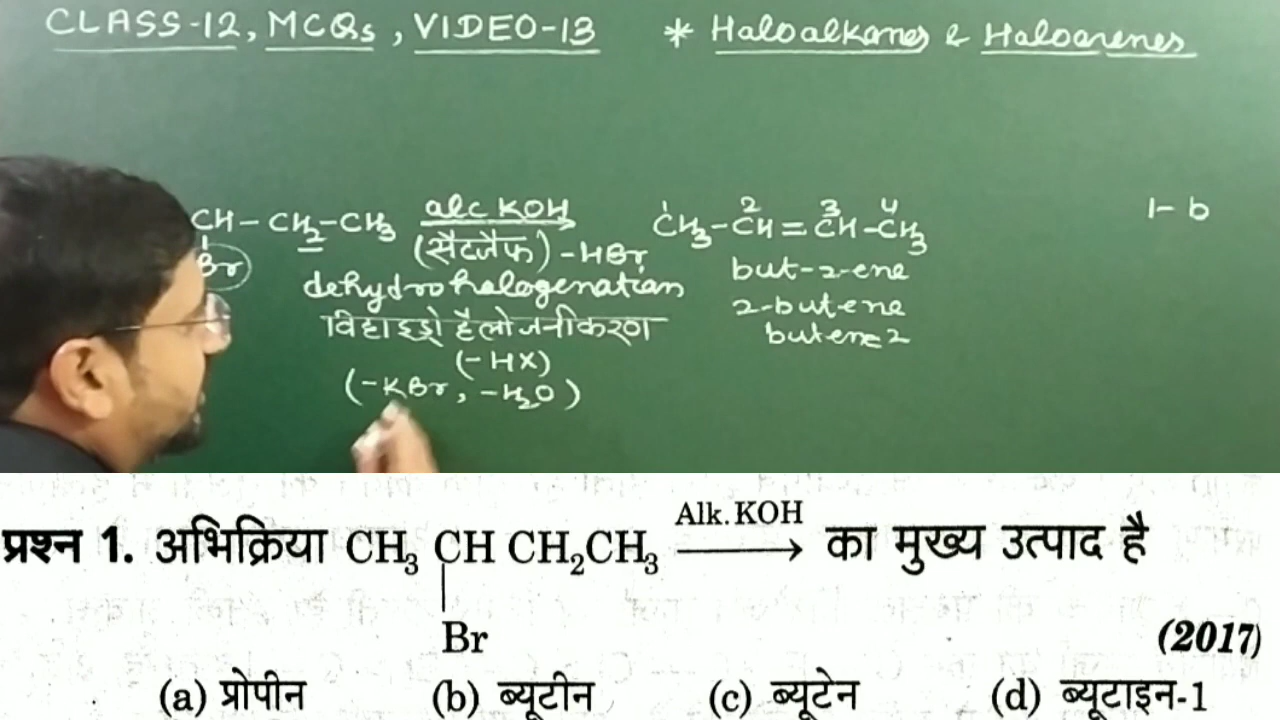 CLASS-12, MCQs, VIDEO-13 * Haloalkanes & Haloarenes
CH-CH2-CH3 alc KOH CH3-CH=CH-CH3 1-b
1 2 3 4
Br (सैटजैफ) -HBr but-2-ene
dehydrohalogenation 2-butene
विहाइड्रोहैलोजनीकरण butene2
(-HX)
(-KBr, -H2O)
प्रश्न 1. अभिक्रिया CH3 CH CH2CH3 Alk. KOH ⟶ का मुख्य उत्पाद है
Br (2017)
(a) प्रोपीन (b) ब्यूटीन (c) ब्यूटेन (d) ब्यूटाइन-1